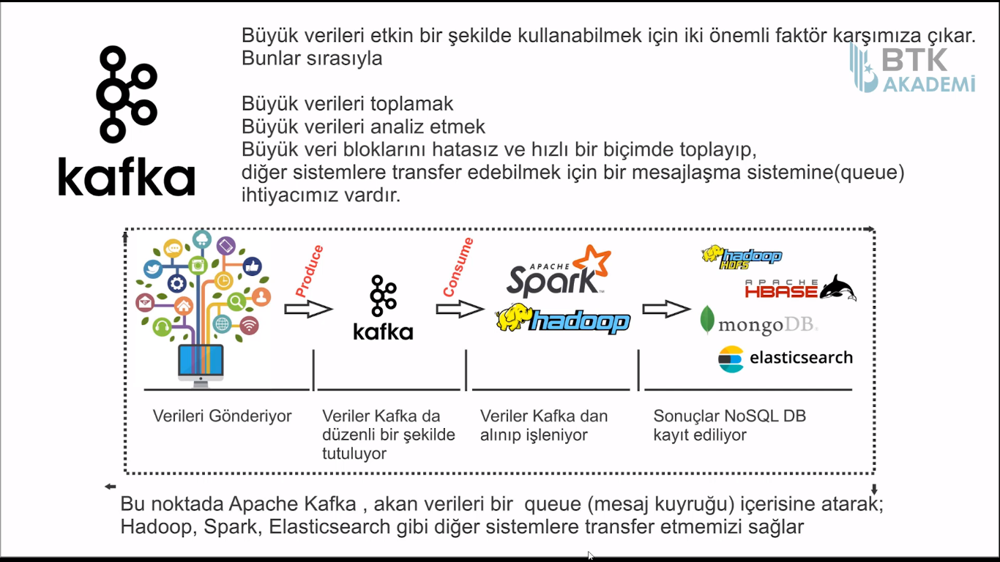 Büyük verileri etkin bir şekilde kullanabilmek için iki önemli faktör karşımıza çıkar.
Bunlar sırasıyla
BTK
AKADEMİ
Büyük verileri toplamak
Büyük verileri analiz etmek
Büyük veri bloklarını hatasız ve hızlı bir biçimde toplayıp,
diğer sistemlere transfer edebilmek için bir mesajlaşma sistemine(queue)
ihtiyacımız vardır.
kafka
Produce
Consume
kafka
APACHE
Spark™
hadoop
hadoop
HDFS
APACHE
HBASE
mongoDB®
elasticsearch
Verileri Gönderiyor
Veriler Kafka da
düzenli bir şekilde
tutuluyor
Veriler Kafka dan
alınıp işleniyor
Sonuçlar NoSQL DB
kayıt ediliyor
Bu noktada Apache Kafka , akan verileri bir  queue (mesaj kuyruğu) içerisine atarak;
Hadoop, Spark, Elasticsearch gibi diğer sistemlere transfer etmemizi sağlar